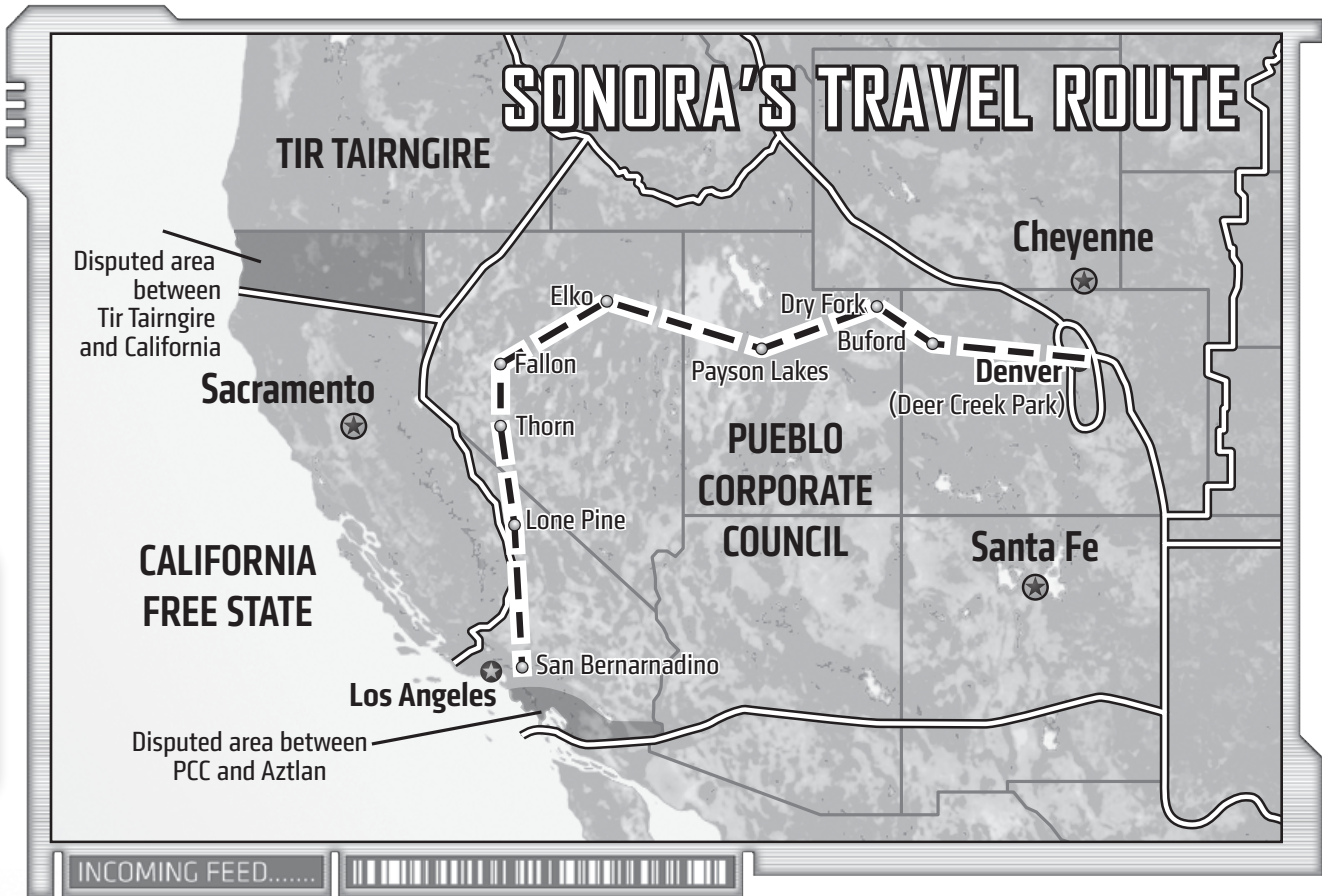 SONORA'S TRAVEL ROUTE
TIR TAIRNGIRE
Cheyenne
Disputed area
between
Tir Tairngire
and California
Elko
Dry Fork
Buford
Fallon
Payson Lakes
Denver
(Deer Creek Park)
Sacramento
Thorn
PUEBLO
CORPORATE
COUNCIL
Lone Pine
Santa Fe
CALIFORNIA
FREE STATE
San Bernarnadino
Los Angeles
Disputed area between
PCC and Aztlan
INCOMING FEED.......